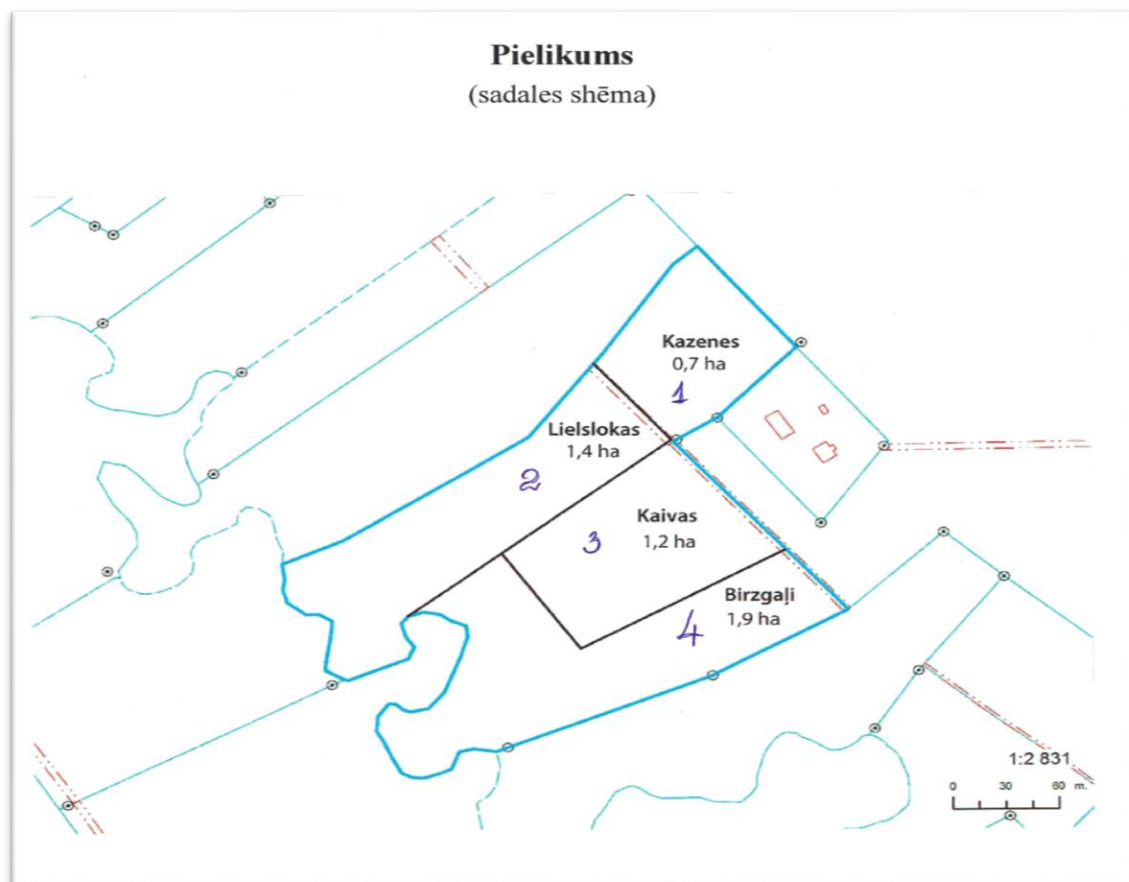 Pielikums
(sadales shēma)
Kazenes
0,7 ha
1
Lielslokas
1,4 ha
2
Kaivas
1,2 ha
3
Birzgaļi
1,9 ha
4
1:2 831
0 30 60 m.